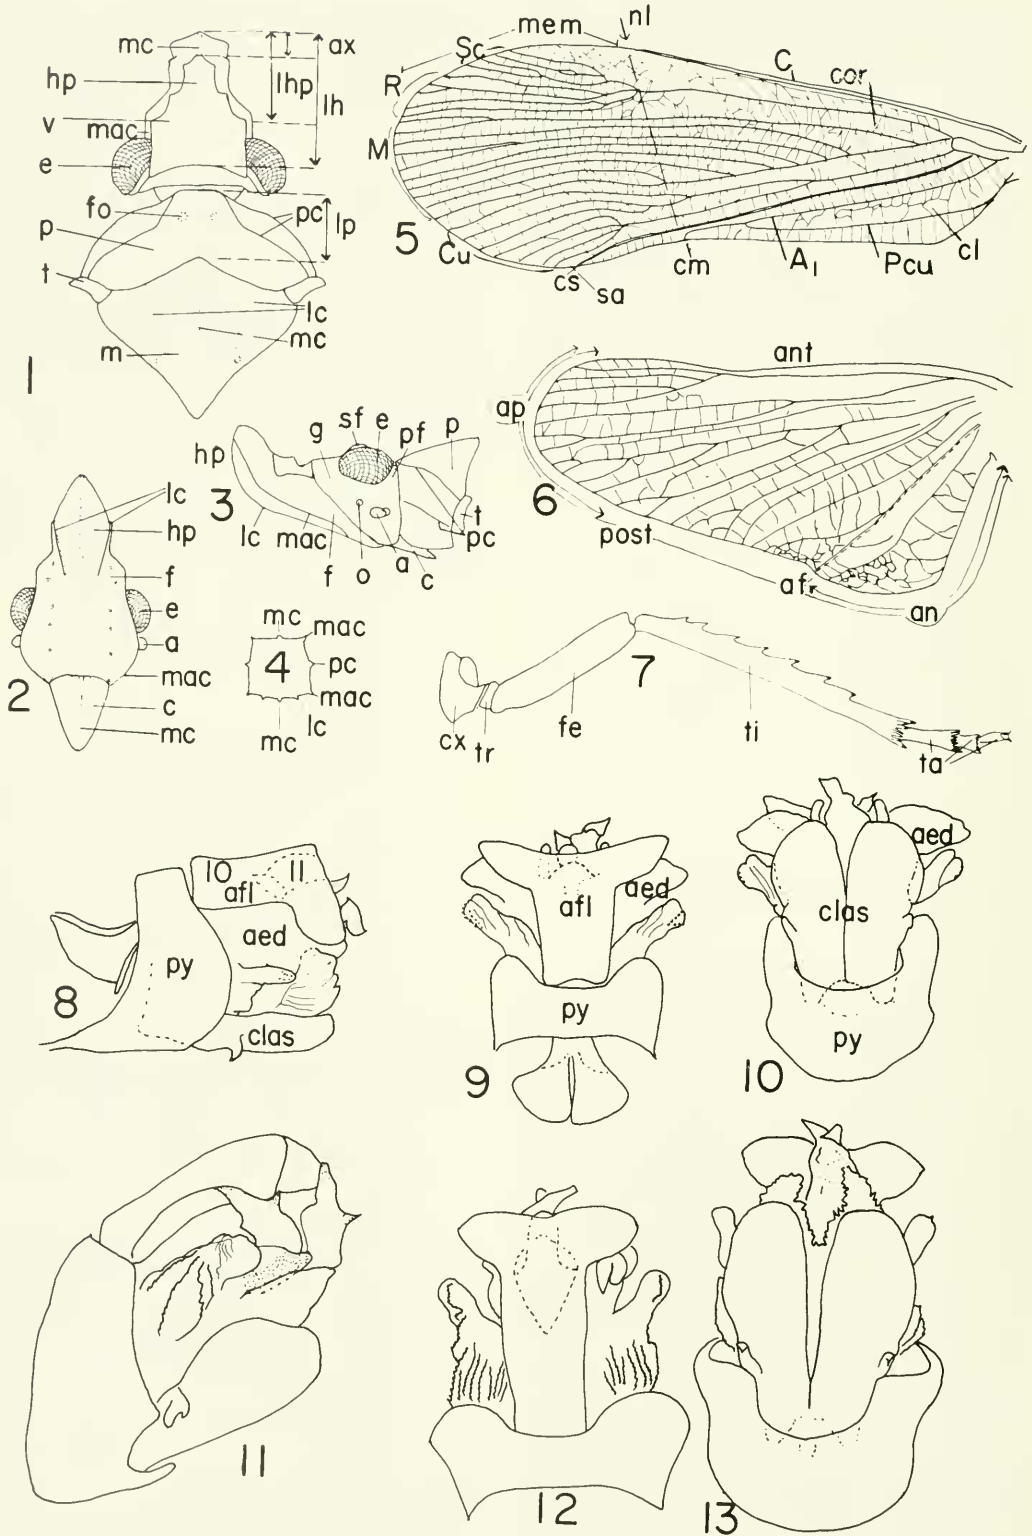 mc
ax
hp
lhp
lh
v
mac
e
fo
pc
p
lp
t
lc
mc
m
1
lc
hp
f
e
a
mac
c
mc
2
hp
g
sf
e
pf
p
3
lc
mac
f
o
a
c
t
pc
mc
mac
4
pc
mac
lc
mc
mem
nl
Sc
R
C
cor
M
5
Cu
cs
sa
cm
A1
Pcu
cl
ant
ap
6
post
af
an
7
cx
tr
fe
ti
ta
10
11
afl
aed
py
8
clas
afl
aed
py
9
aed
clas
py
10
11
12
13